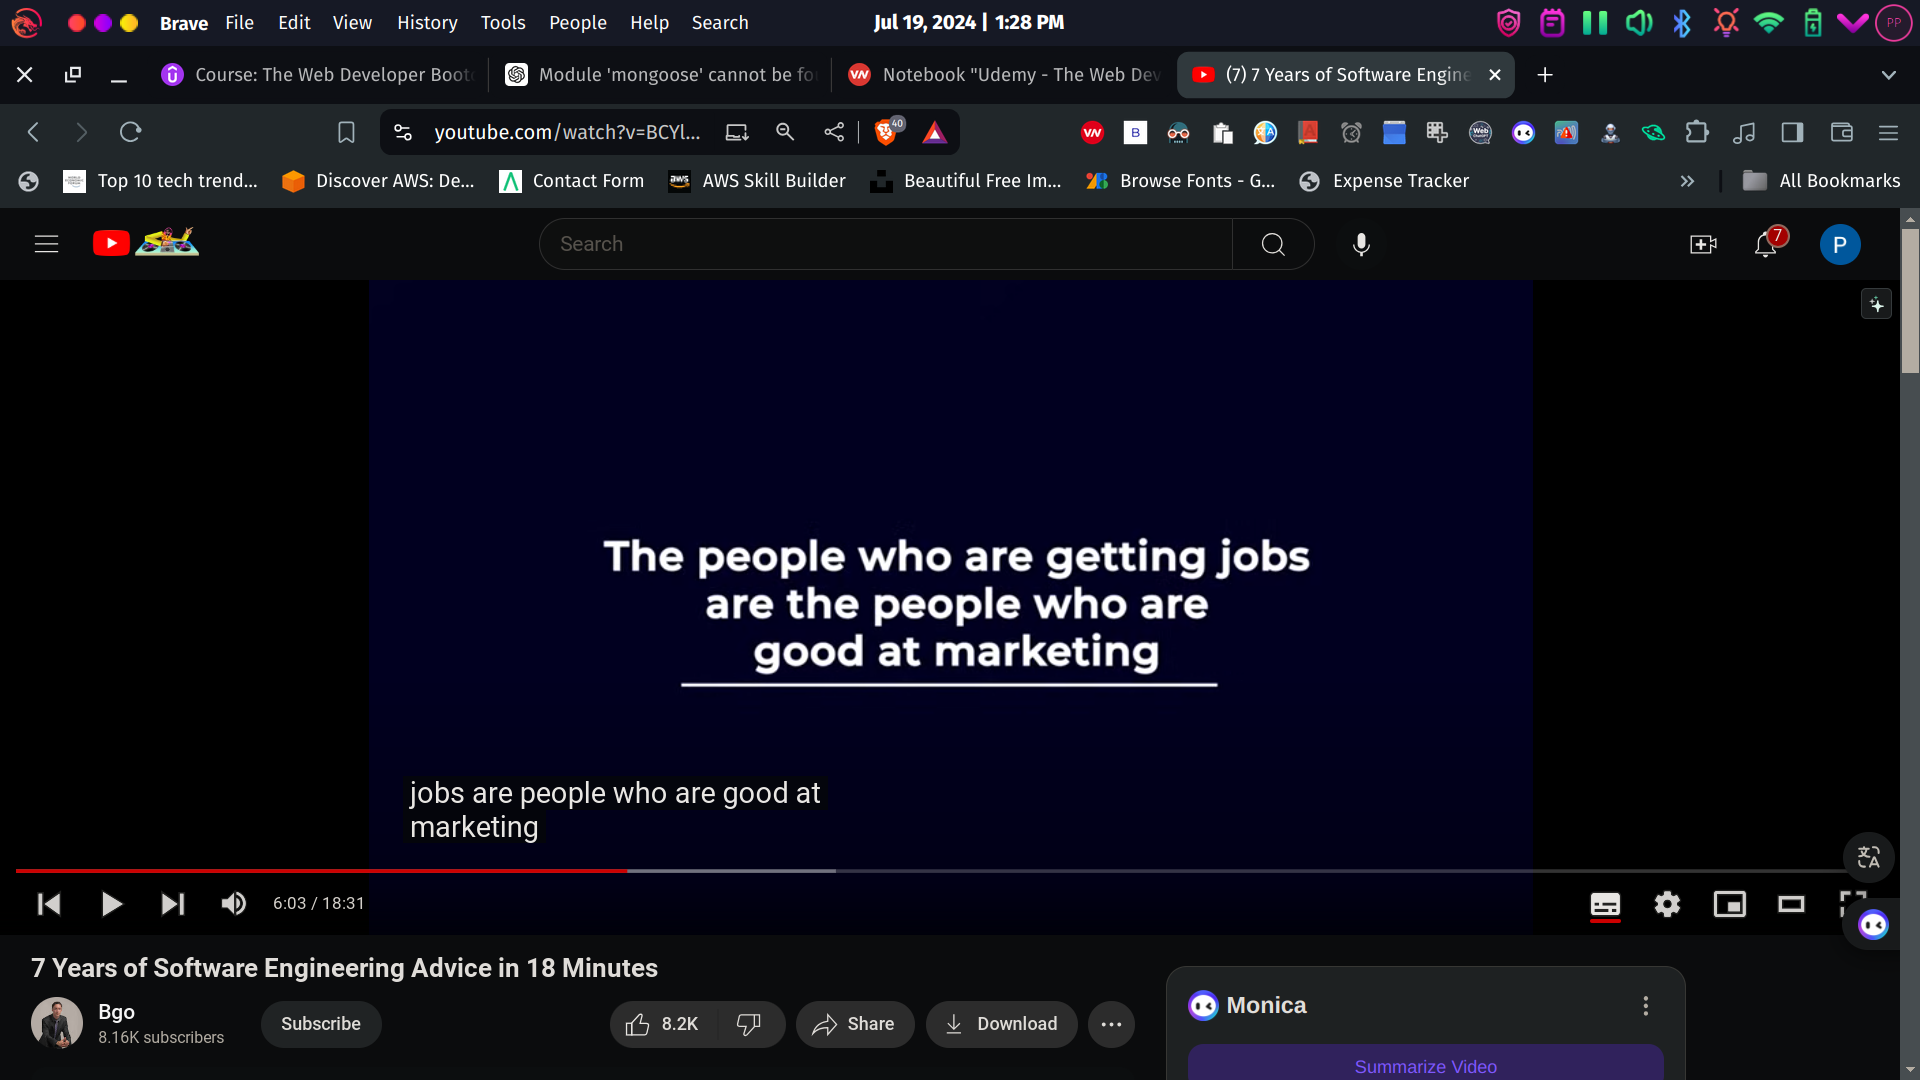 Brave File Edit View History Tools People Help Search Jul 19, 2024 | 1:28 PM PP
Course: The Web Developer Boot Module 'mongoose' cannot be fo Notebook "Udemy - The Web Dev (7) 7 Years of Software Engine
youtube.com/watch?v=BCYl... 40
Top 10 tech trend... Discover AWS: De... Contact Form AWS Skill Builder Beautiful Free Im... Browse Fonts - G... Expense Tracker » All Bookmarks
Search 7 P
The people who are getting jobs
are the people who are
good at marketing
jobs are people who are good at
marketing
6:03 / 18:31
7 Years of Software Engineering Advice in 18 Minutes
Bgo
8.16K subscribers
Subscribe 8.2K Share Download
Monica
Summarize Video